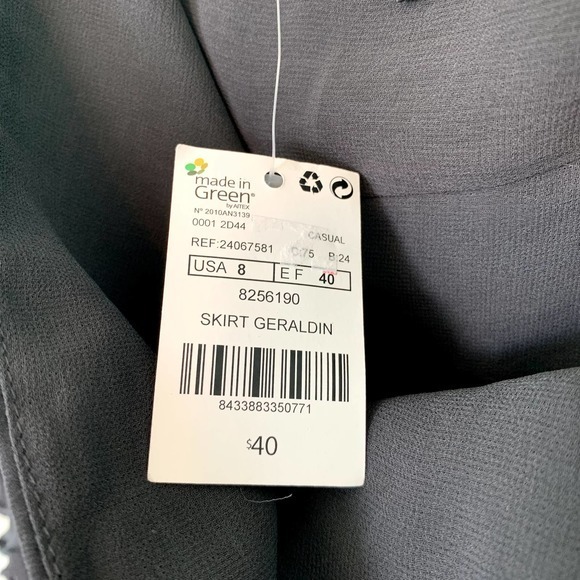 made in
Green®
by AITEX
Nº 2010AN3139
0001 2D44
CASUAL
REF:24067581 C:75 B:24
USA 8 E F 40
8256190
SKIRT GERALDIN
8433883350771
$40